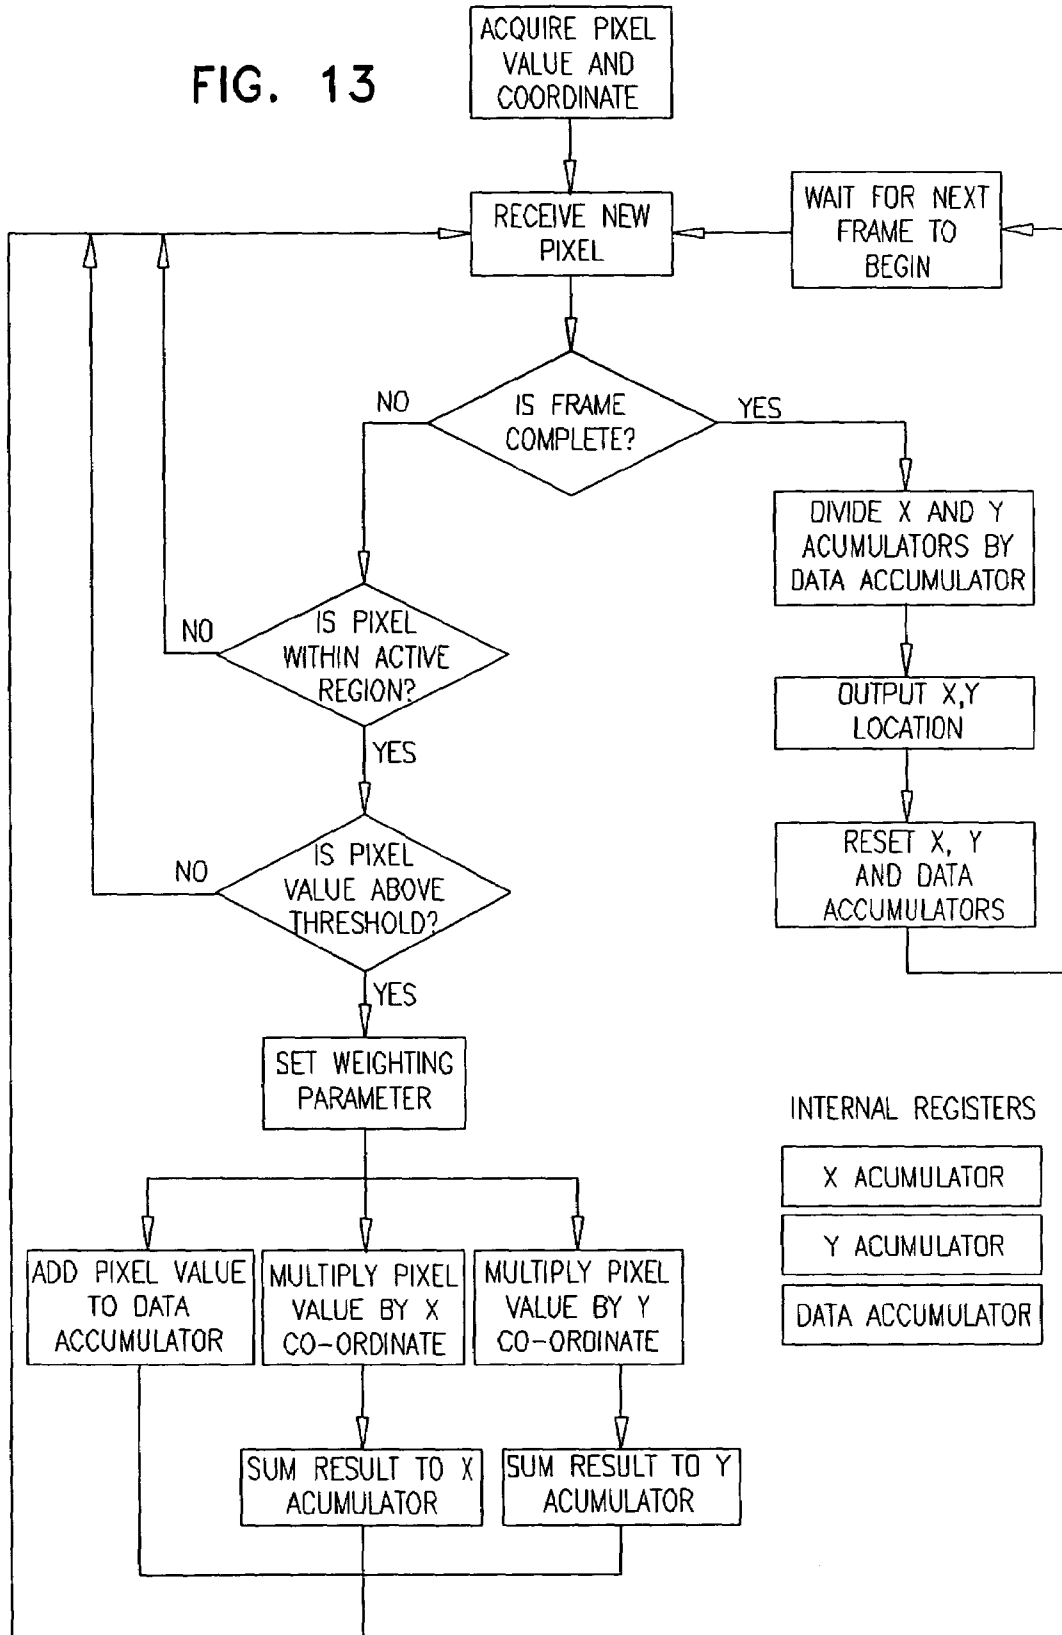 FIG. 13
ACQUIRE PIXEL
VALUE AND
COORDINATE
RECEIVE NEW
PIXEL
WAIT FOR NEXT
FRAME TO
BEGIN
IS FRAME
COMPLETE?
NO
YES
DIVIDE X AND Y
ACUMULATORS BY
DATA ACCUMULATOR
OUTPUT X,Y
LOCATION
RESET X, Y
AND DATA
ACCUMULATORS
IS PIXEL
WITHIN ACTIVE
REGION?
NO
YES
IS PIXEL
VALUE ABOVE
THRESHOLD?
NO
YES
SET WEIGHTING
PARAMETER
ADD PIXEL VALUE
TO DATA
ACCUMULATOR
MULTIPLY PIXEL
VALUE BY X
CO-ORDINATE
MULTIPLY PIXEL
VALUE BY Y
CO-ORDINATE
SUM RESULT TO X
ACUMULATOR
SUM RESULT TO Y
ACUMULATOR
INTERNAL REGISTERS
X ACUMULATOR
Y ACUMULATOR
DATA ACCUMULATOR